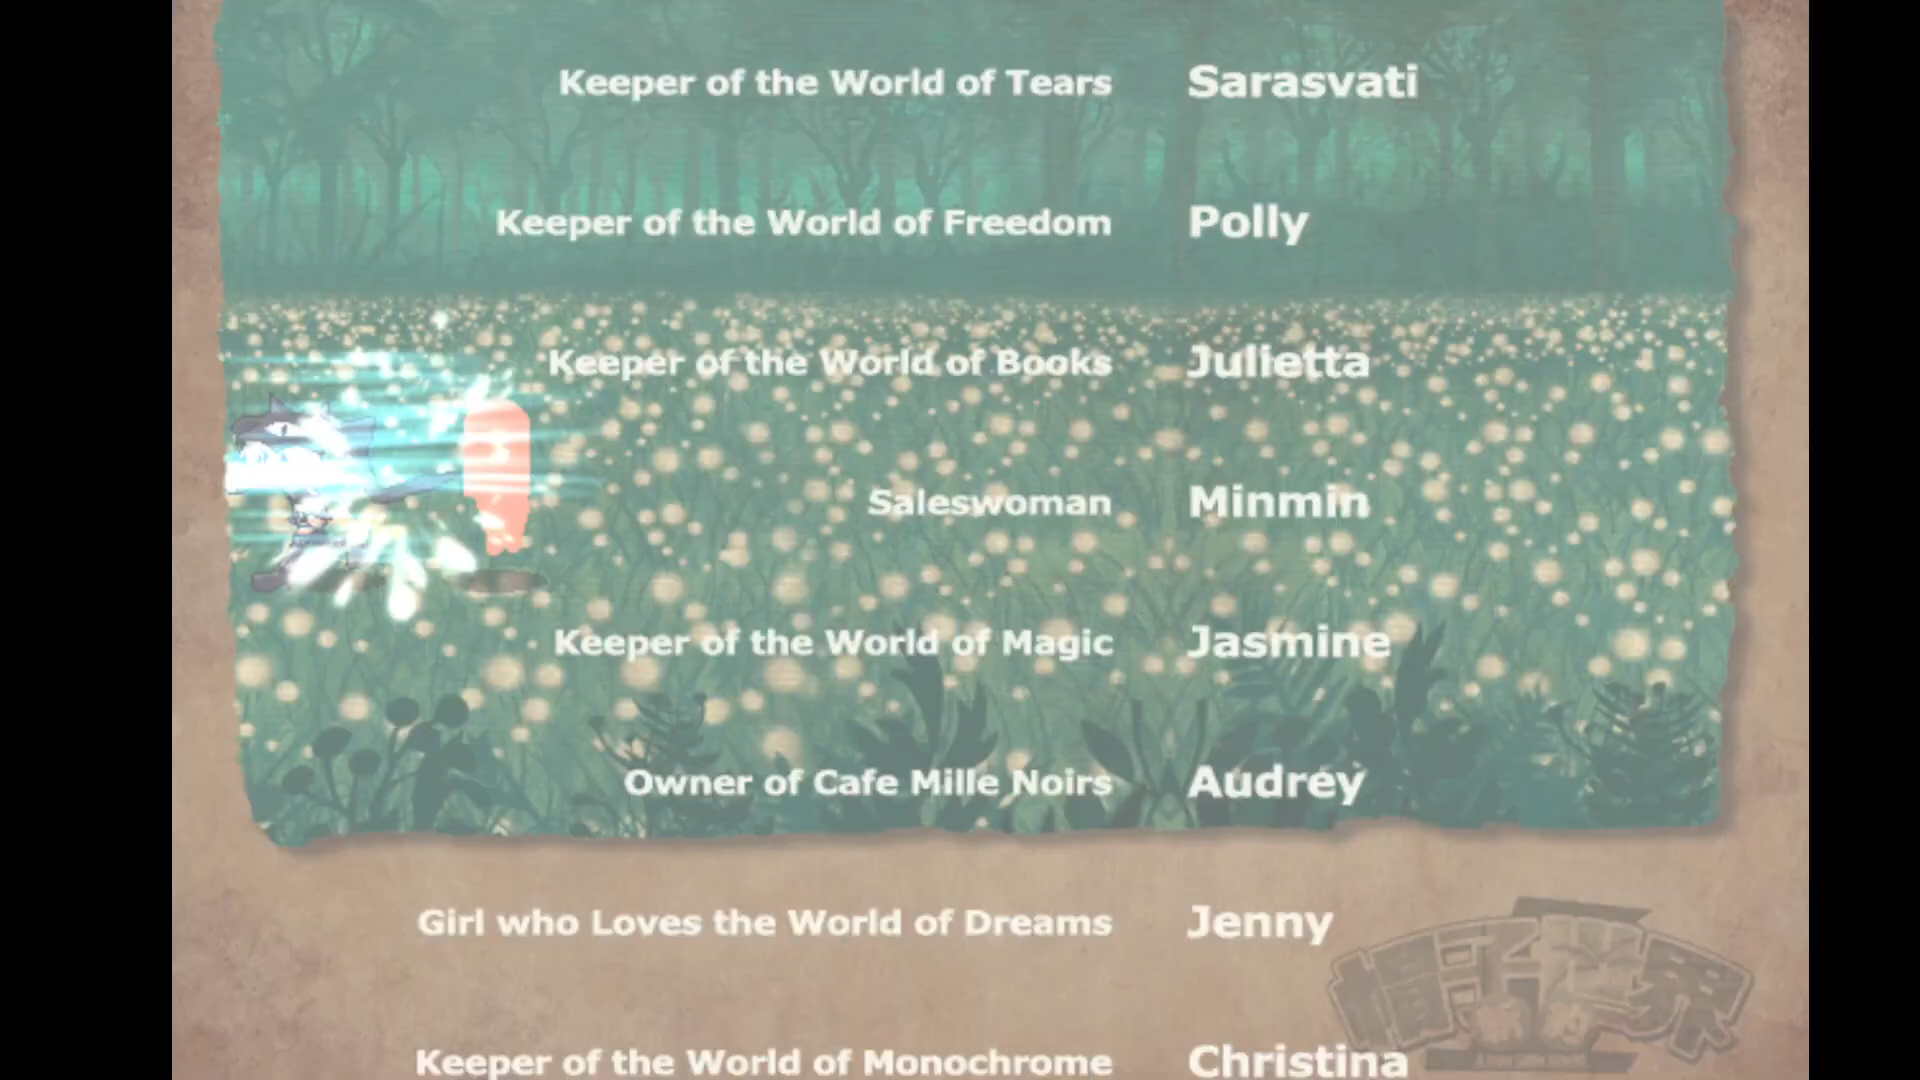 Keeper of the World of Tears Sarasvati
Keeper of the World of Freedom Polly
Keeper of the World of Books Julietta
Saleswoman Minmin
Keeper of the World of Magic Jasmine
Owner of Cafe Mille Noirs Audrey
Girl who Loves the World of Dreams Jenny
Keeper of the World of Monochrome Christina